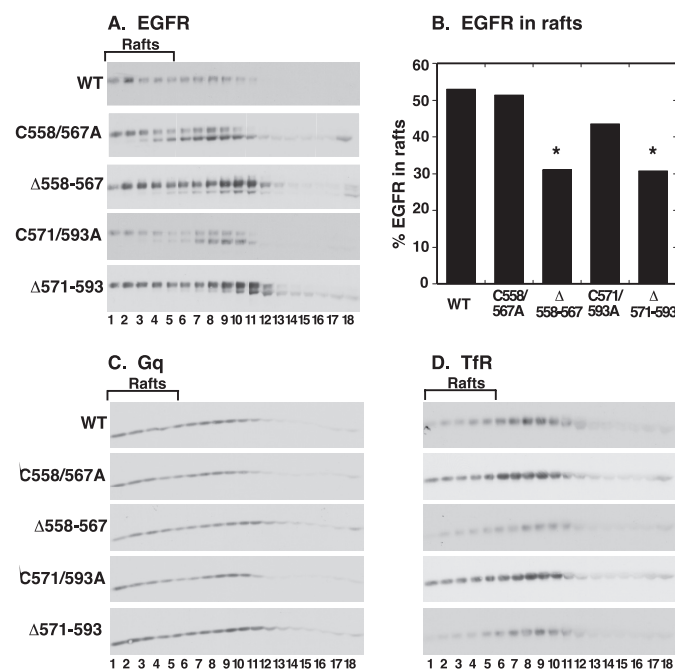 A. EGFR
Rafts
WT
C558/567A
Δ558-567
C571/593A
Δ571-593
1 2 3 4 5 6 7 8 9 10 11 12 13 14 15 16 17 18
B. EGFR in rafts
% EGFR in rafts
60
50
40
30
20
10
0
* *
WT C558/567A Δ 558-567 C571/593A Δ 571-593
C. Gq
Rafts
WT
C558/567A
Δ558-567
C571/593A
Δ571-593
1 2 3 4 5 6 7 8 9 10 11 12 13 14 15 16 17 18
D. TfR
Rafts
1 2 3 4 5 6 7 8 9 10 11 12 13 14 15 16 17 18